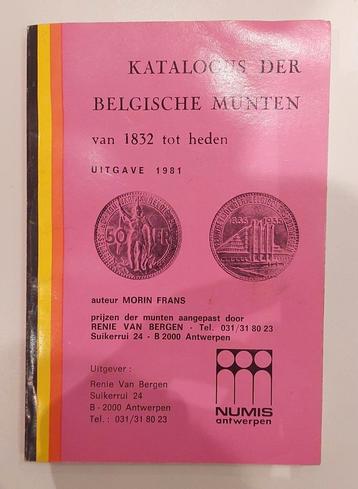 KATALOGUS DER
BELGISCHE MUNTEN
van 1832 tot heden
UITGAVE 1981
50 FR
1835 1935
auteur MORIN FRANS
prijzen der munten aangepast door
RENIE VAN BERGEN - Tel. 031/31 80 23
Suikerrui 24 - B 2000 Antwerpen
Uitgever :
Renie Van Bergen
Suikerrui 24
B - 2000 Antwerpen
Tel. : 031/31 80 23
NUMIS
antwerpen